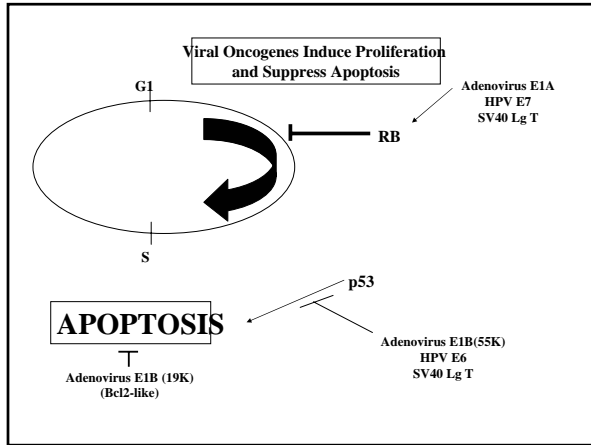 Viral Oncogenes Induce Proliferation
and Suppress Apoptosis
G1
Adenovirus E1A
HPV E7
SV40 Lg T
RB
S
p53
APOPTOSIS
Adenovirus E1B(55K)
HPV E6
SV40 Lg T
Adenovirus E1B (19K)
(Bcl2-like)